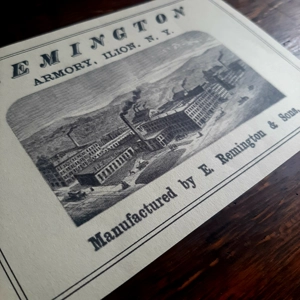 EMINGTON
ARMORY, ILION, N. Y.
Manufactured by E. Remington & Sons.